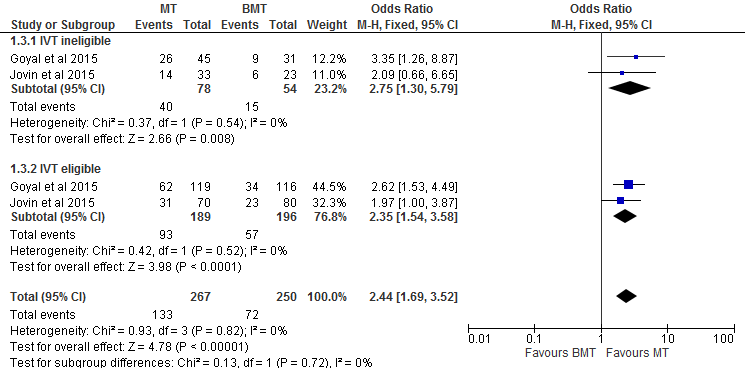 MT BMT Odds Ratio Odds Ratio
Study or Subgroup Events Total Events Total Weight M-H, Fixed, 95% CI M-H, Fixed, 95% CI
1.3.1 IVT ineligible
Goyal et al 2015 26 45 9 31 12.2% 3.35 [1.26, 8.87]
Jovin et al 2015 14 33 6 23 11.0% 2.09 [0.66, 6.65]
Subtotal (95% CI) 78 54 23.2% 2.75 [1.30, 5.79]
Total events 40 15
Heterogeneity: Chi² = 0.37, df = 1 (P = 0.54); I² = 0%
Test for overall effect: Z = 2.66 (P = 0.008)
1.3.2 IVT eligible
Goyal et al 2015 62 119 34 116 44.5% 2.62 [1.53, 4.49]
Jovin et al 2015 31 70 23 80 32.3% 1.97 [1.00, 3.87]
Subtotal (95% CI) 189 196 76.8% 2.35 [1.54, 3.58]
Total events 93 57
Heterogeneity: Chi² = 0.42, df = 1 (P = 0.52); I² = 0%
Test for overall effect: Z = 3.98 (P < 0.0001)
Total (95% CI) 267 250 100.0% 2.44 [1.69, 3.52]
Total events 133 72
Heterogeneity: Chi² = 0.93, df = 3 (P = 0.82); I² = 0%
Test for overall effect: Z = 4.78 (P < 0.00001)
Test for subgroup differences: Chi² = 0.13, df = 1 (P = 0.72), I² = 0%
0.01 0.1 1 10 100
Favours BMT Favours MT